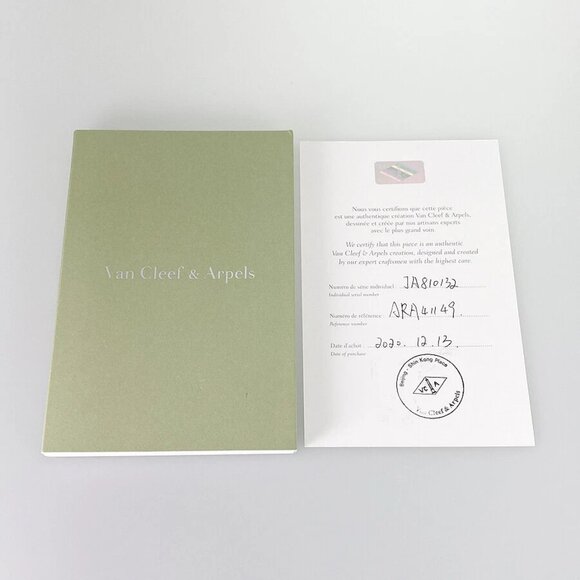 Van Cleef & Arpels
Nous vous certifions que cette pièce
est une authentique création Van Cleef & Arpels,
dessinée et créée par nos artisans experts
avec le plus grand soin.
We certify that this piece is an authentic
Van Cleef & Arpels creation, designed and created
by our expert craftsmen with the highest care.
Numéro de série individuel JA810132
Individual serial number
Numéro de référence ARA41149.
Reference number
Date d'achat 2020.12.13.
Date of purchase
Beijing - Shin Kong Place
VC A
Van Cleef & Arpels